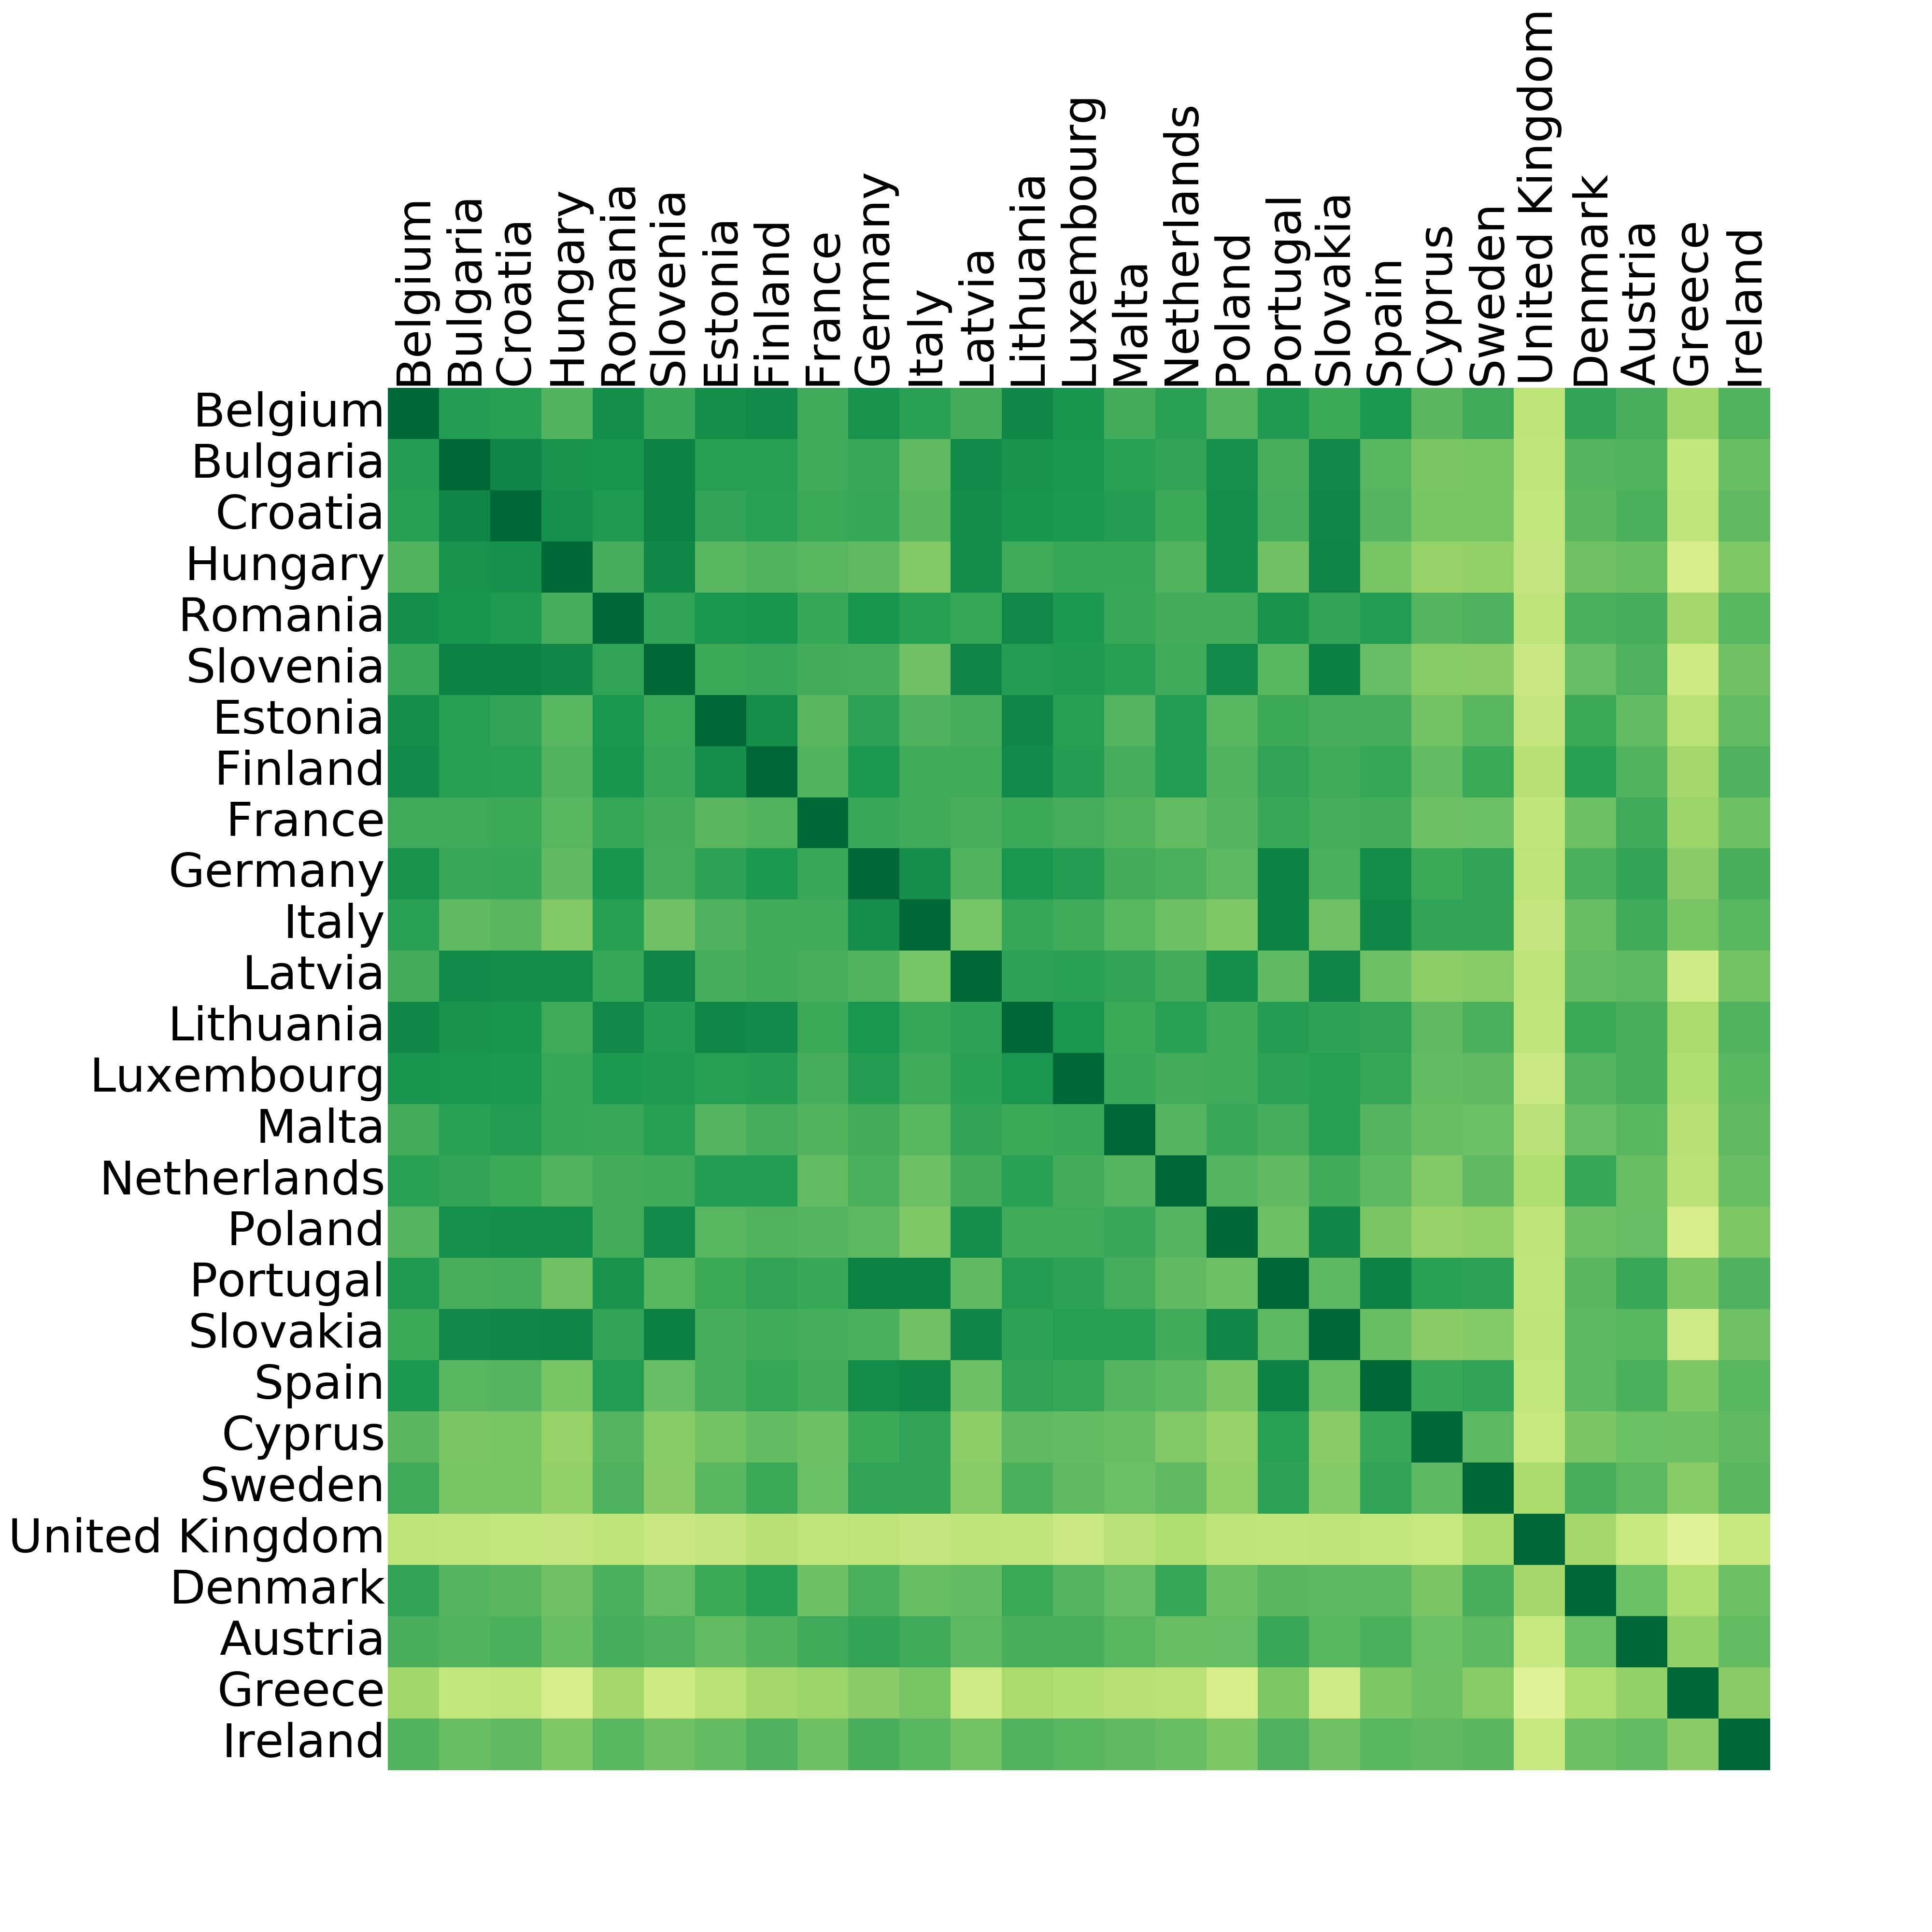 Belgium
Bulgaria
Croatia
Hungary
Romania
Slovenia
Estonia
Finland
France
Germany
Italy
Latvia
Lithuania
Luxembourg
Malta
Netherlands
Poland
Portugal
Slovakia
Spain
Cyprus
Sweden
United Kingdom
Denmark
Austria
Greece
Ireland
Belgium
Bulgaria
Croatia
Hungary
Romania
Slovenia
Estonia
Finland
France
Germany
Italy
Latvia
Lithuania
Luxembourg
Malta
Netherlands
Poland
Portugal
Slovakia
Spain
Cyprus
Sweden
United Kingdom
Denmark
Austria
Greece
Ireland